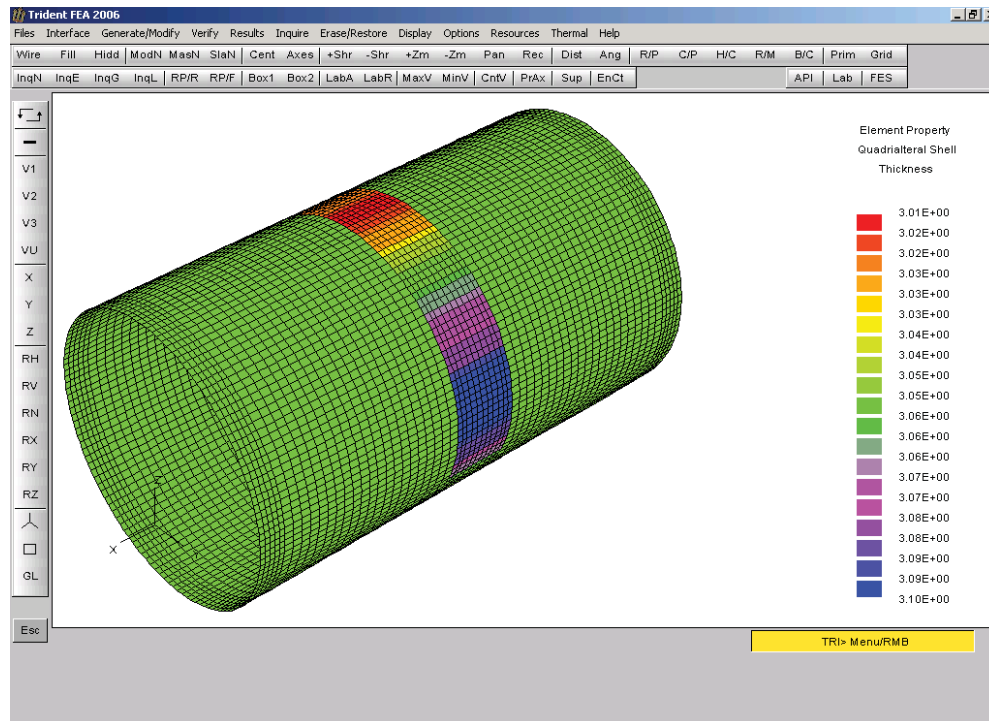 Trident FEA 2006
Files Interface Generate/Modify Verify Results Inquire Erase/Restore Display Options Resources Thermal Help
Wire Fill Hidd ModN MasN SlaN Cent Axes +Shr -Shr +Zm -Zm Pan Rec Dist Ang R/P C/P H/C R/M B/C Prim Grid
InqN InqE InqG InqL RP/R RP/F Box1 Box2 LabA LabR MaxV MinV CntV PrAx Sup EnCt API Lab FES
V1
V2
V3
VU
X
Y
Z
RH
RV
RN
RX
RY
RZ
GL
Esc
Z
X
Y
Element Property
Quadrialteral Shell
Thickness
3.01E+00
3.02E+00
3.02E+00
3.03E+00
3.03E+00
3.03E+00
3.04E+00
3.04E+00
3.05E+00
3.05E+00
3.06E+00
3.06E+00
3.06E+00
3.07E+00
3.07E+00
3.08E+00
3.08E+00
3.09E+00
3.09E+00
3.10E+00
TRI> Menu/RMB